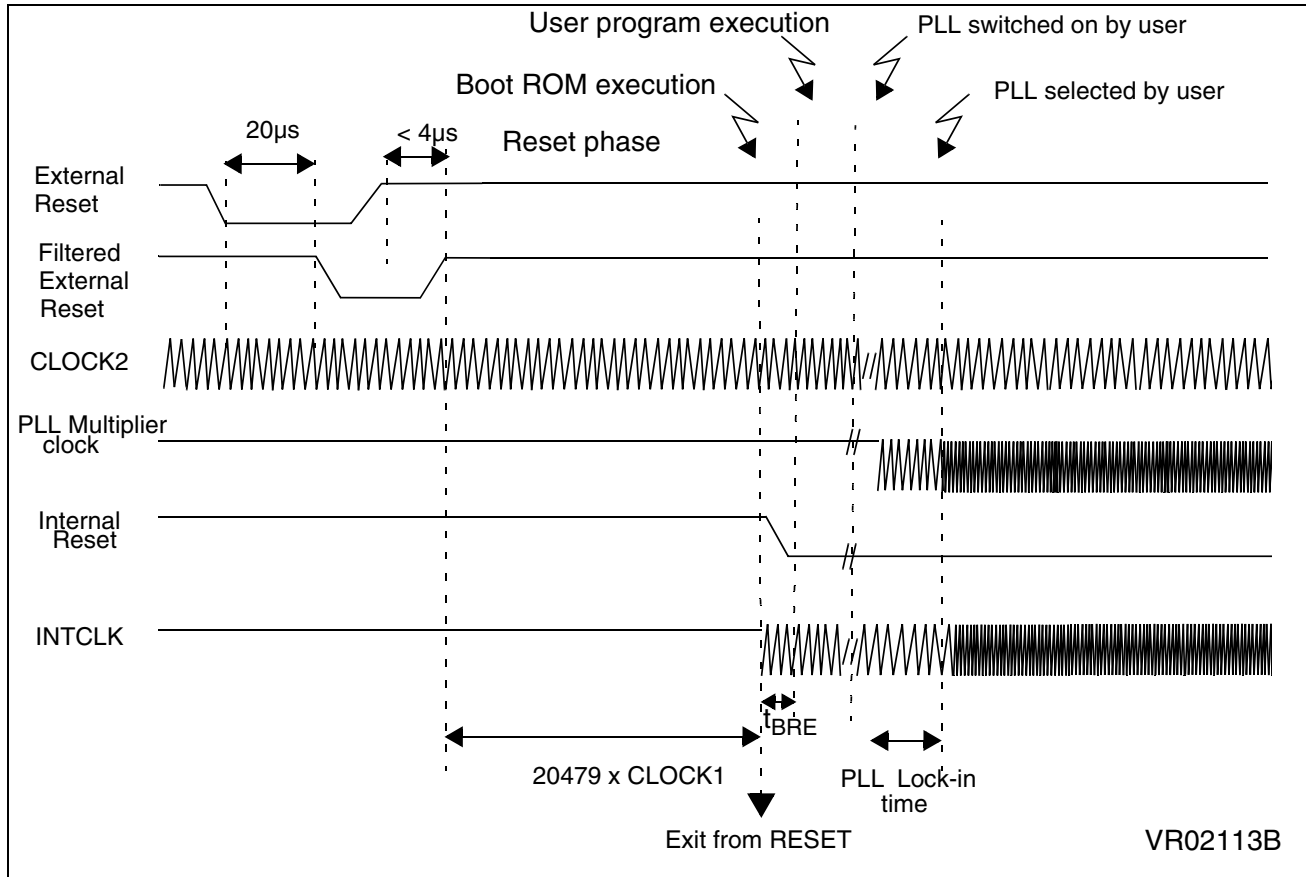 User program execution
PLL switched on by user
Boot ROM execution
PLL selected by user
20µs
< 4µs
Reset phase
External
Reset
Filtered
External
Reset
CLOCK2
PLL Multiplier
clock
Internal
Reset
INTCLK
tBRE
20479 x CLOCK1
PLL Lock-in
time
Exit from RESET
VR02113B